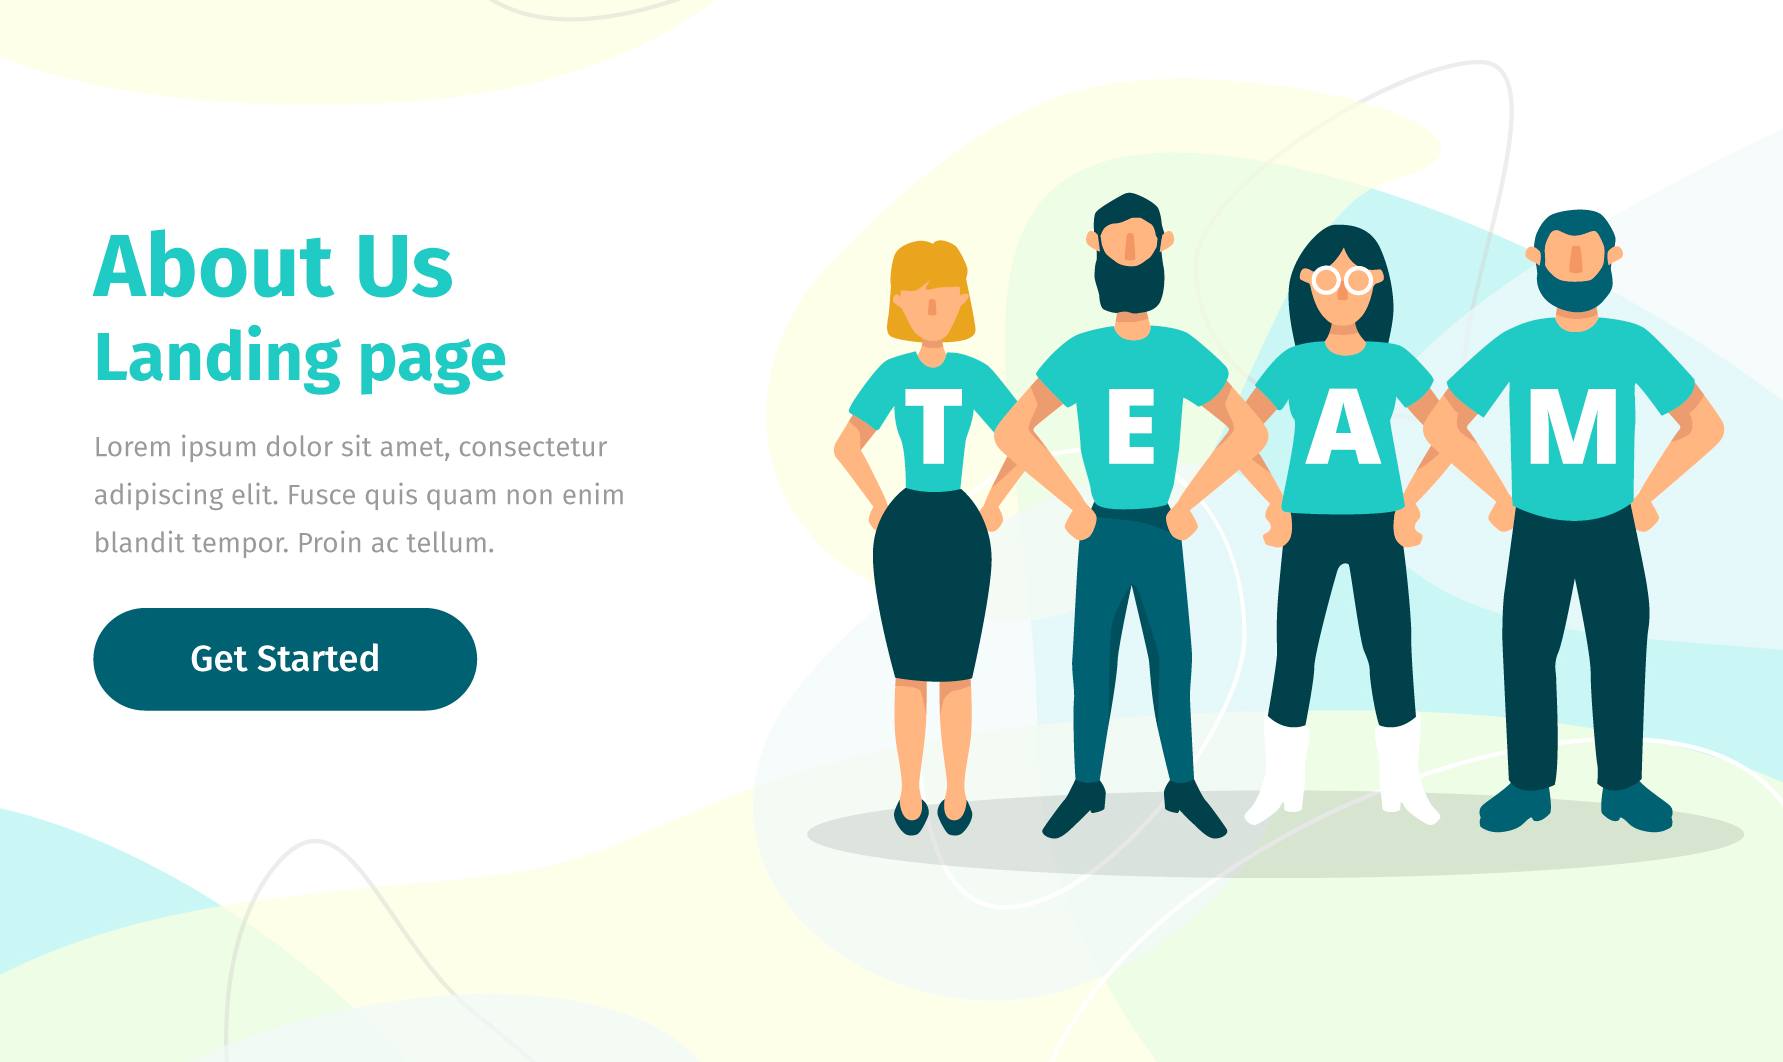 About Us
Landing page
Lorem ipsum dolor sit amet, consectetur
adipiscing elit. Fusce quis quam non enim
blandit tempor. Proin ac tellum.
Get Started
T E A M